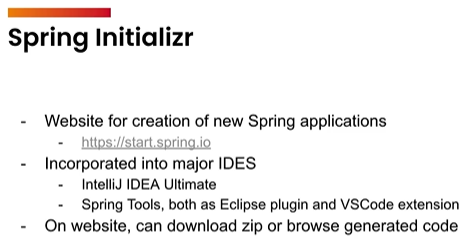 Spring Initializr
- Website for creation of new Spring applications
- https://start.spring.io
- Incorporated into major IDES
- IntelliJ IDEA Ultimate
- Spring Tools, both as Eclipse plugin and VSCode extension
- On website, can download zip or browse generated code